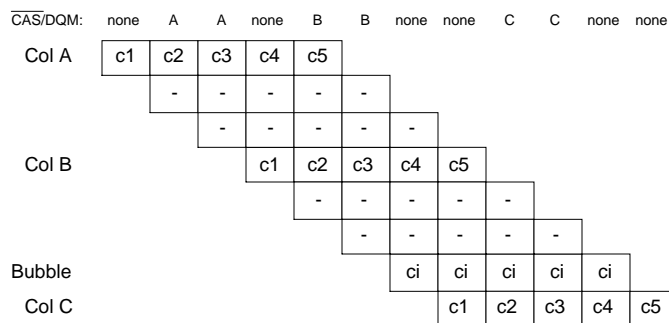 CAS/DQM: none A A none B B none none C C none none
Col A c1 c2 c3 c4 c5
- - - - -
- - - - -
Col B c1 c2 c3 c4 c5
- - - - -
- - - - -
Bubble ci ci ci ci ci
Col C c1 c2 c3 c4 c5